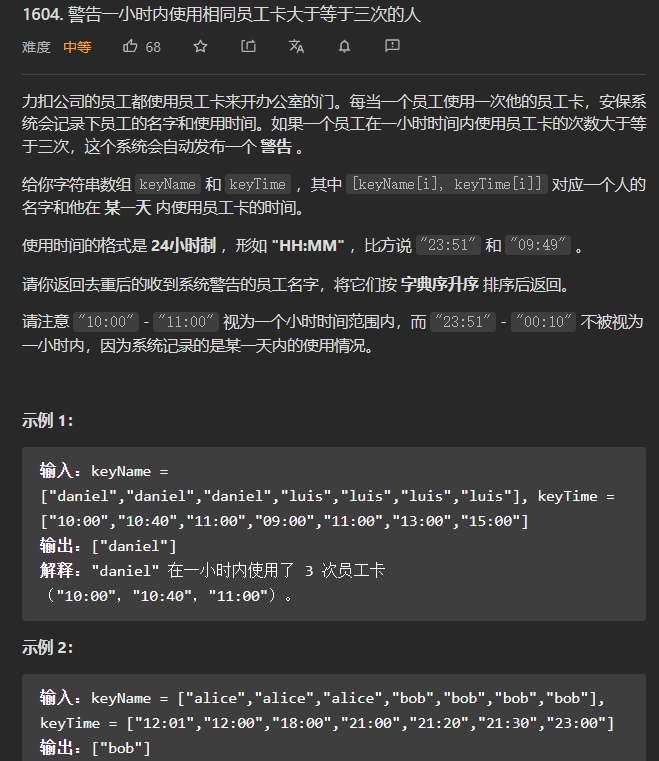 1604. 警告一小时内使用相同员工卡大于等于三次的人
难度 中等 68
力扣公司的员工都使用员工卡来开办公室的门。每当一个员工使用一次他的员工卡，安保系
统会记录下员工的名字和使用时间。如果一个员工在一小时时间内使用员工卡的次数大于等
于三次，这个系统会自动发布一个 警告 。
给你字符串数组 keyName 和 keyTime ，其中 [keyName[i], keyTime[i]] 对应一个人的
名字和他在 某一天 内使用员工卡的时间。
使用时间的格式是 24小时制 ，形如 "HH:MM" ，比方说 "23:51" 和 "09:49" 。
请你返回去重后的收到系统警告的员工名字，将它们按 字典序升序 排序后返回。
请注意 "10:00" - "11:00" 视为一个小时时间范围内，而 "23:51" - "00:10" 不被视为
一小时内，因为系统记录的是某一天内的使用情况。
示例 1：
输入：keyName =
["daniel","daniel","daniel","luis","luis","luis","luis"], keyTime =
["10:00","10:40","11:00","09:00","11:00","13:00","15:00"]
输出：["daniel"]
解释："daniel" 在一小时内使用了 3 次员工卡
（"10:00"，"10:40"，"11:00"）。
示例 2：
输入：keyName = ["alice","alice","alice","bob","bob","bob","bob"],
keyTime = ["12:01","12:00","18:00","21:00","21:20","21:30","23:00"]
输出：["bob"]